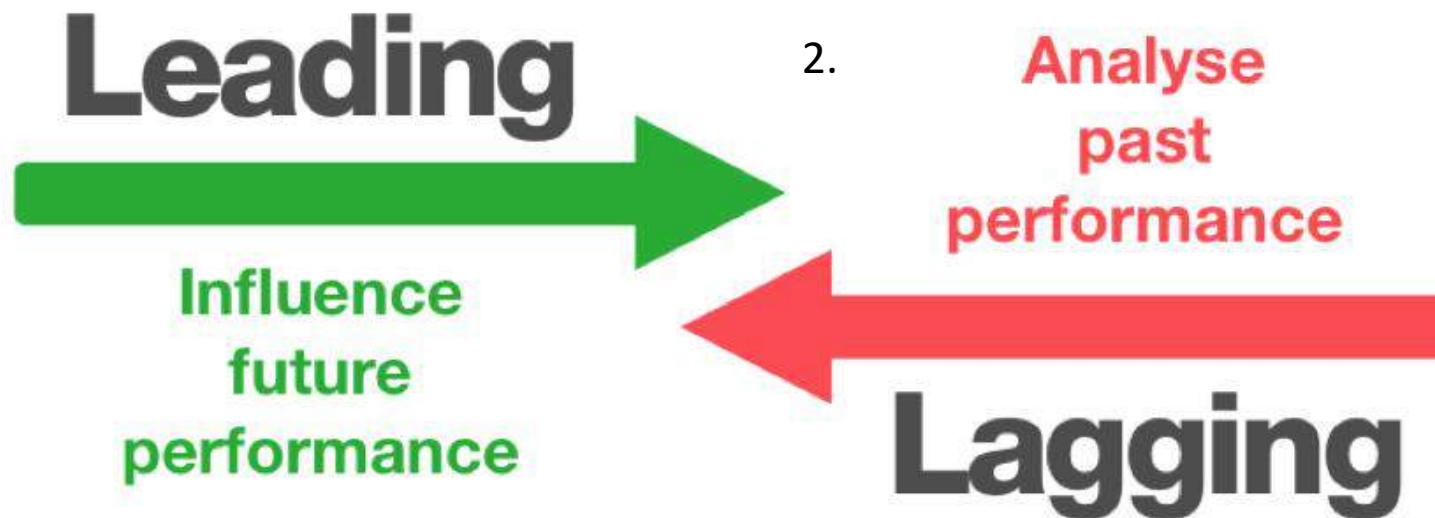 Leading
Influence
future
performance
2.
Analyse
past
performance
Lagging